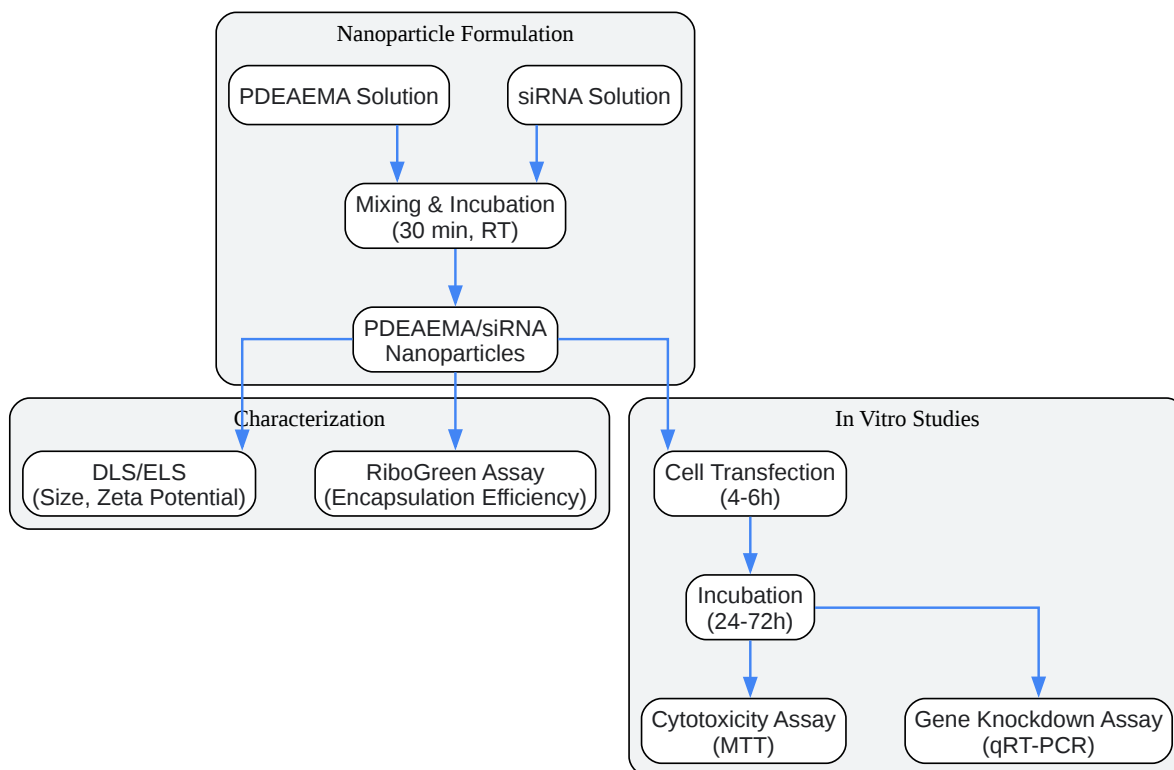 Nanoparticle Formulation
PDEAEMA Solution
siRNA Solution
Mixing & Incubation
(30 min, RT)
PDEAEMA/siRNA
Nanoparticles
Characterization
DLS/ELS
(Size, Zeta Potential)
RiboGreen Assay
(Encapsulation Efficiency)
In Vitro Studies
Cell Transfection
(4-6h)
Incubation
(24-72h)
Cytotoxicity Assay
(MTT)
Gene Knockdown Assay
(qRT-PCR)